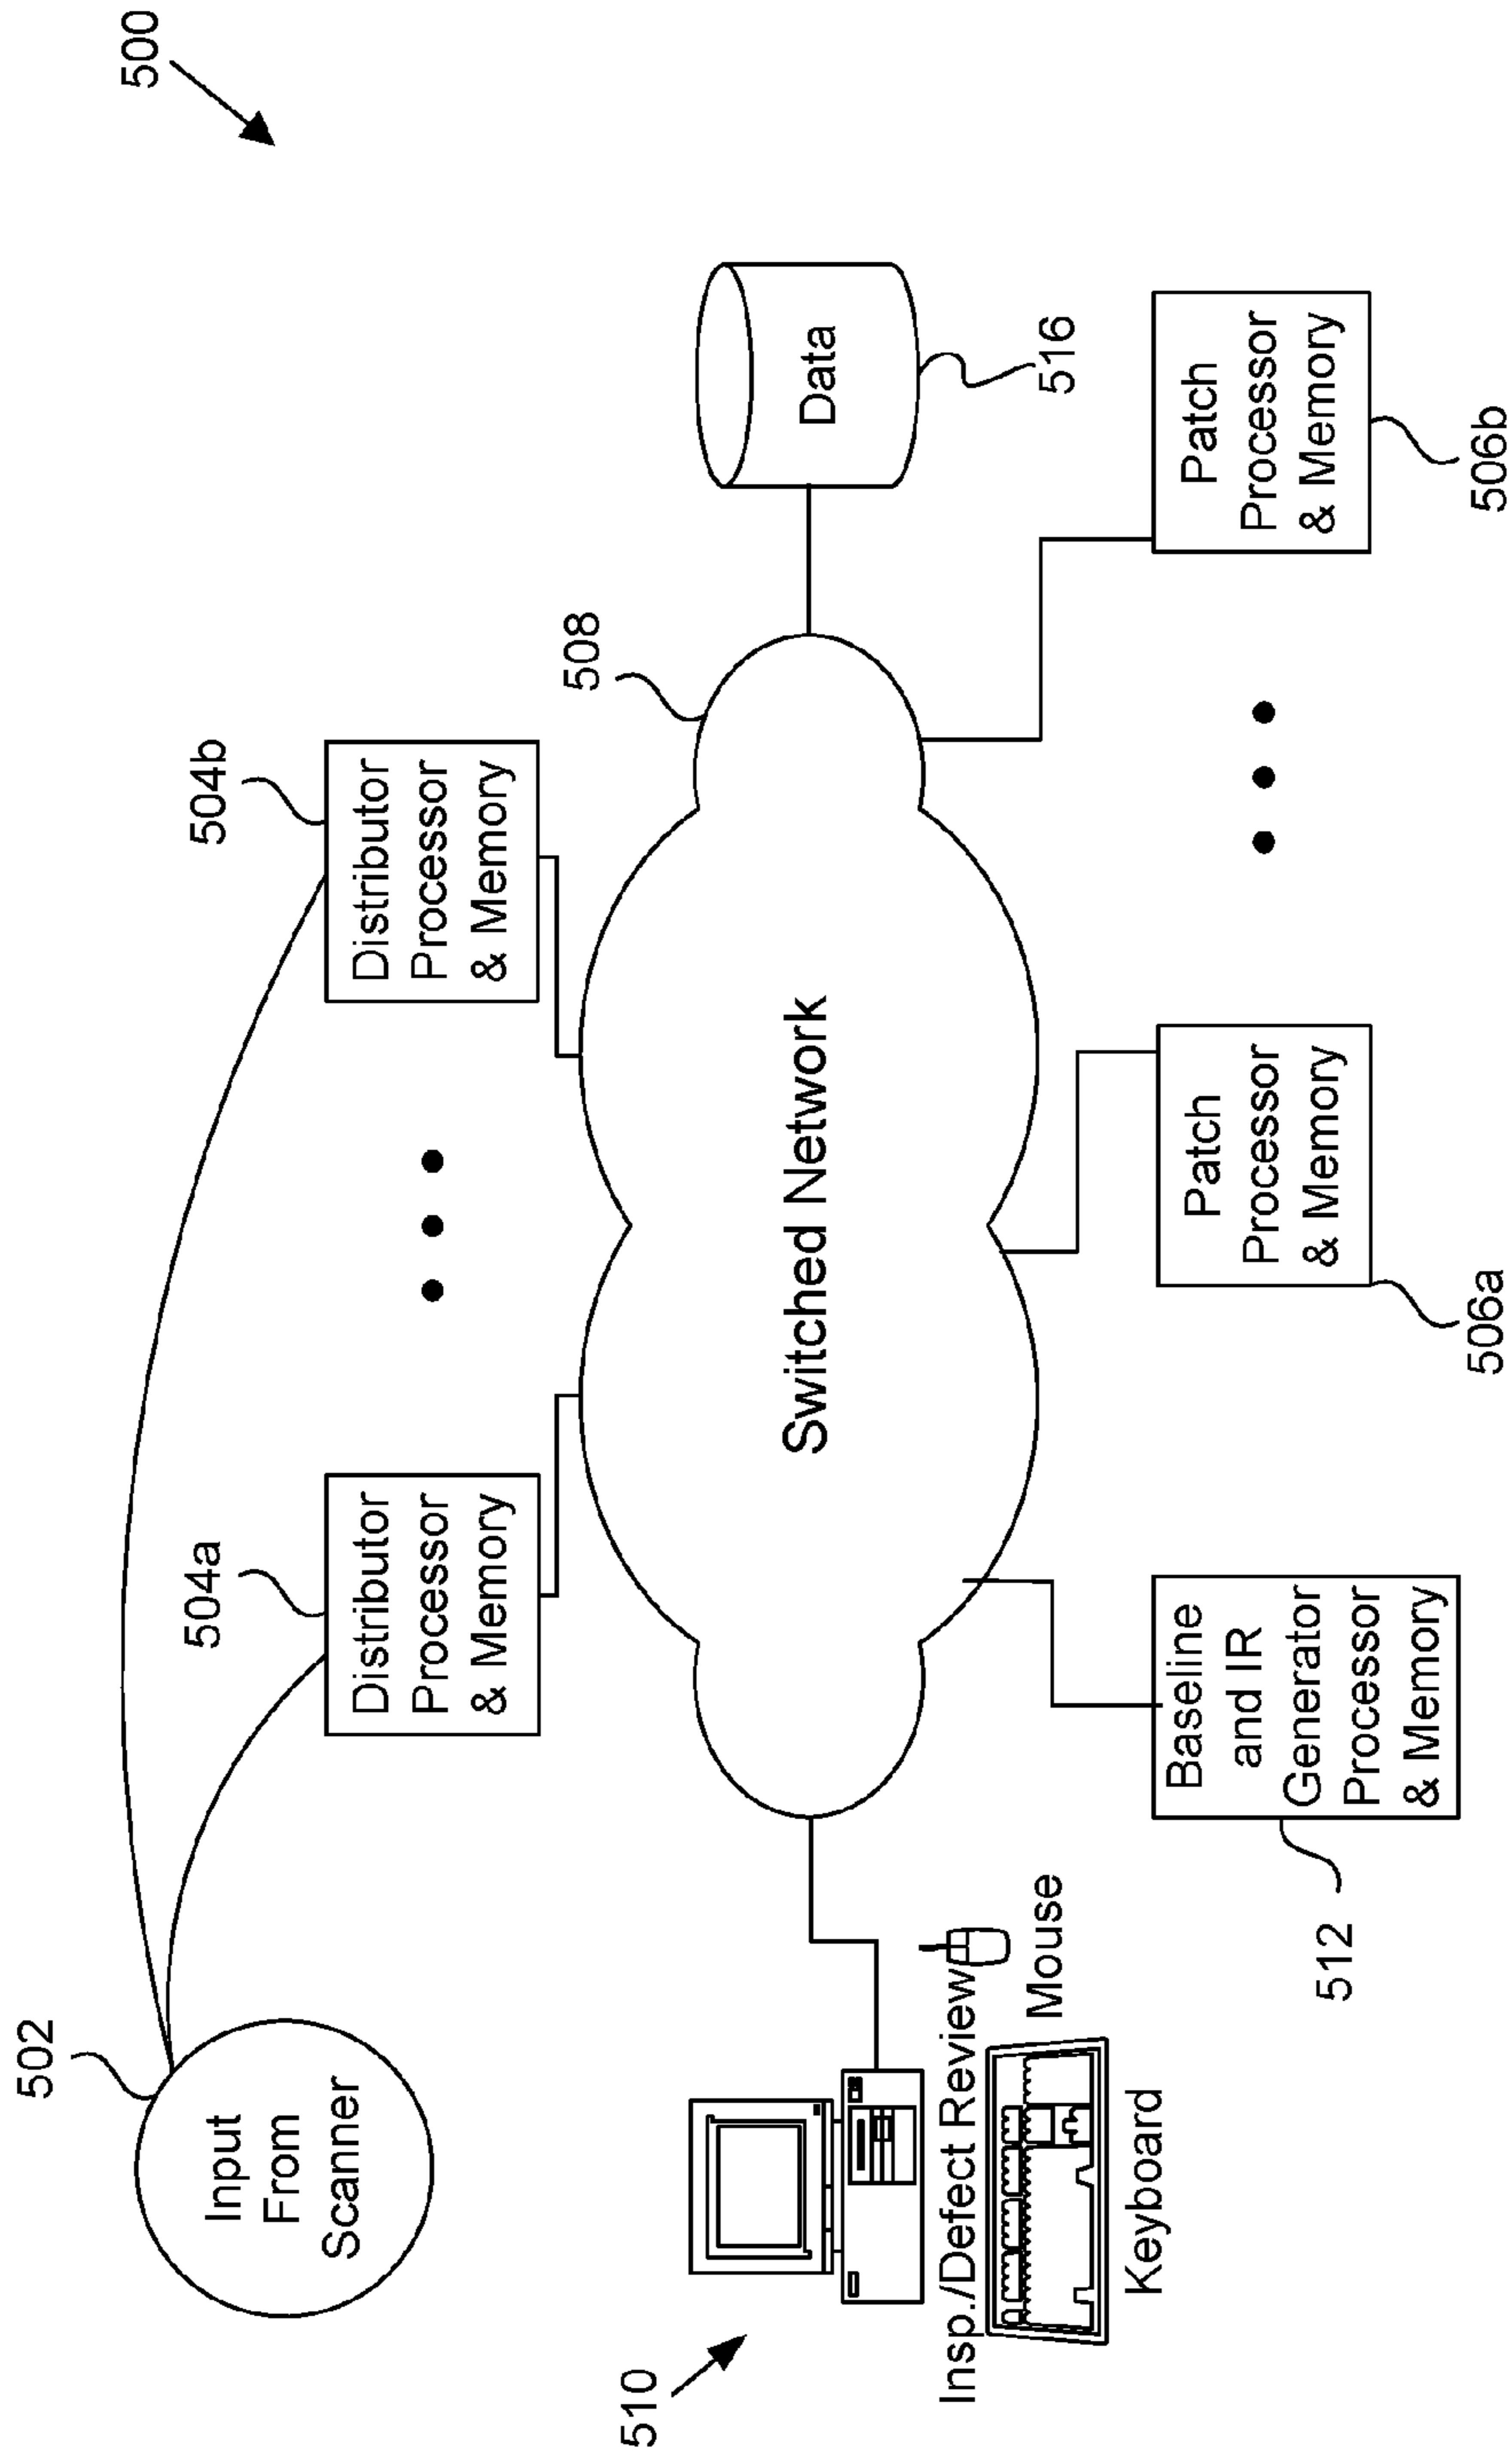 500
502
Input
From
Scanner
504a
Distributor
Processor
& Memory
504b
Distributor
Processor
& Memory
508
Switched Network
Data
516
510
Insp./Defect Review
Mouse
Keyboard
512
Baseline
and IR
Generator
Processor
& Memory
Patch
Processor
& Memory
506a
Patch
Processor
& Memory
506b